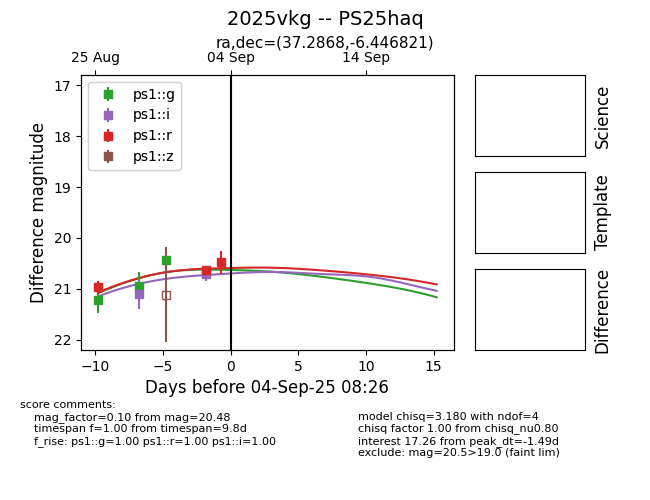 2025vkg -- PS25haq
ra,dec=(37.2868,-6.446821)
25 Aug
04 Sep
14 Sep
17
18
19
20
21
22
Difference magnitude
ps1::g
ps1::i
ps1::r
ps1::z
−10
−5
0
5
10
15
Days before 04-Sep-25 08:26
Science
Template
Difference
score comments:
mag_factor=0.10 from mag=20.48
timespan f=1.00 from timespan=9.8d
f_rise: ps1::g=1.00 ps1::r=1.00 ps1::i=1.00
model chisq=3.180 with ndof=4
chisq factor 1.00 from chisq_nu0.80
interest 17.26 from peak_dt=-1.49d
exclude: mag=20.5>19.0 (faint lim)